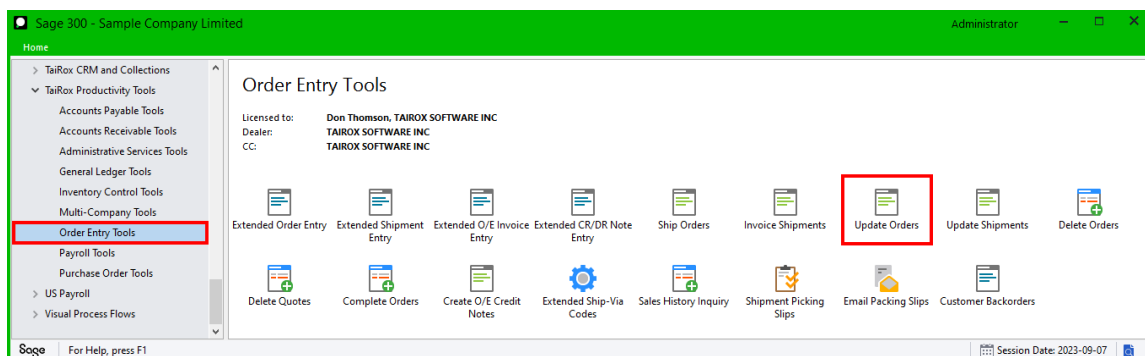 Sage 300 - Sample Company Limited
Administrator
Home
TaiRox CRM and Collections
TaiRox Productivity Tools
Accounts Payable Tools
Accounts Receivable Tools
Administrative Services Tools
General Ledger Tools
Inventory Control Tools
Multi-Company Tools
Order Entry Tools
Payroll Tools
Purchase Order Tools
US Payroll
Visual Process Flows
Order Entry Tools
Licensed to: Don Thomson, TAIROX SOFTWARE INC
Dealer: TAIROX SOFTWARE INC
CC: TAIROX SOFTWARE INC
Extended Order Entry
Extended Shipment
Entry
Extended O/E Invoice
Entry
Extended CR/DR Note
Entry
Ship Orders
Invoice Shipments
Update Orders
Update Shipments
Delete Orders
Delete Quotes
Complete Orders
Create O/E Credit
Notes
Extended Ship-Via
Codes
Sales History Inquiry
Shipment Picking
Slips
Email Packing Slips
Customer Backorders
Sage
For Help, press F1
Session Date: 2023-09-07